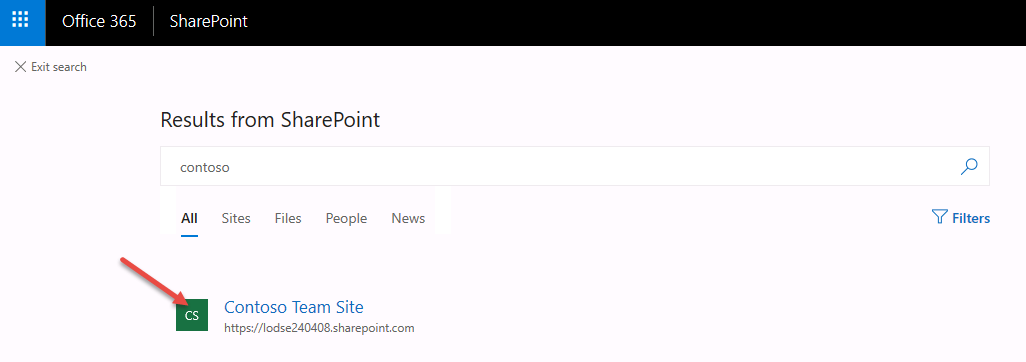 Office 365 SharePoint
Exit search
Results from SharePoint
contoso
All Sites Files People News Filters
CS Contoso Team Site
https://lodse240408.sharepoint.com